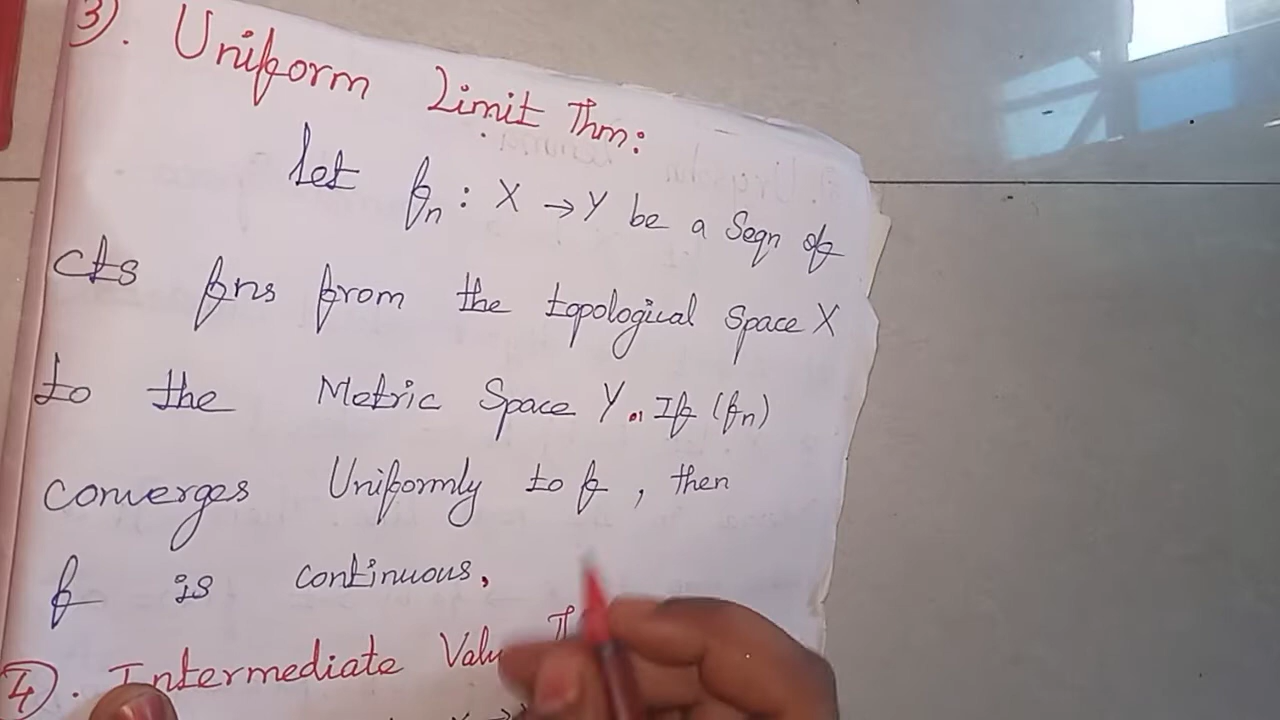 3). Uniform Limit Thm:
Let fn : X → Y be a Seqn of
cts fns from the topological Space X
to the Metric Space Y. If (fn)
converges Uniformly to f, then
f is continuous.
4). Intermediate